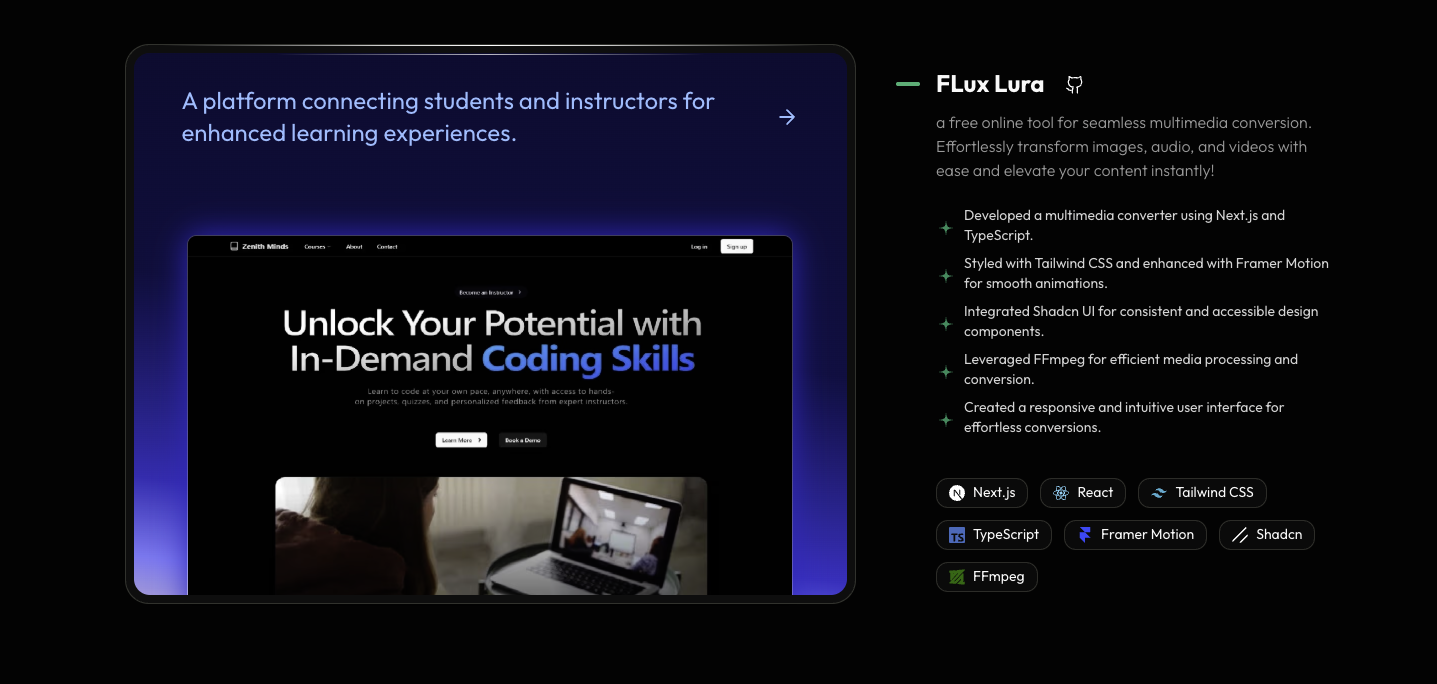 A platform connecting students and instructors for
enhanced learning experiences.
Zenith Minds
Courses
About
Contact
Log in
Sign up
Become an Instructor
Unlock Your Potential with
In-Demand Coding Skills
Learn to code at your own pace, anywhere, with access to hands-
on projects, quizzes, and personalized feedback from expert instructors.
Learn More
Book a Demo
FLux Lura
a free online tool for seamless multimedia conversion.
Effortlessly transform images, audio, and videos with
ease and elevate your content instantly!
Developed a multimedia converter using Next.js and
TypeScript.
Styled with Tailwind CSS and enhanced with Framer Motion
for smooth animations.
Integrated Shadcn UI for consistent and accessible design
components.
Leveraged FFmpeg for efficient media processing and
conversion.
Created a responsive and intuitive user interface for
effortless conversions.
N
Next.js
React
Tailwind CSS
TS
TypeScript
Framer Motion
Shadcn
FFmpeg